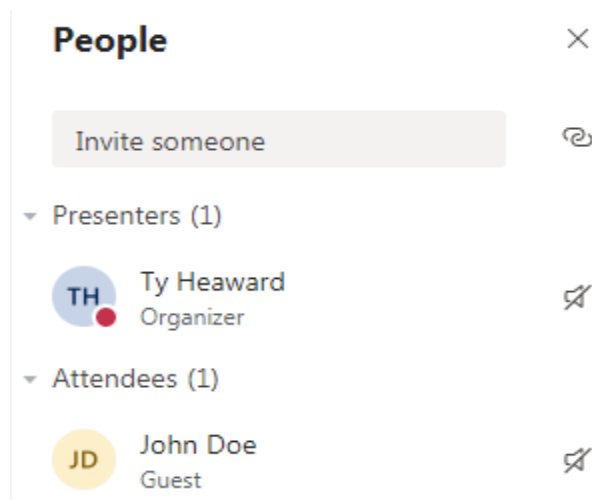 People
Invite someone
Presenters (1)
TH
Ty Heaward
Organizer
Attendees (1)
JD
John Doe
Guest